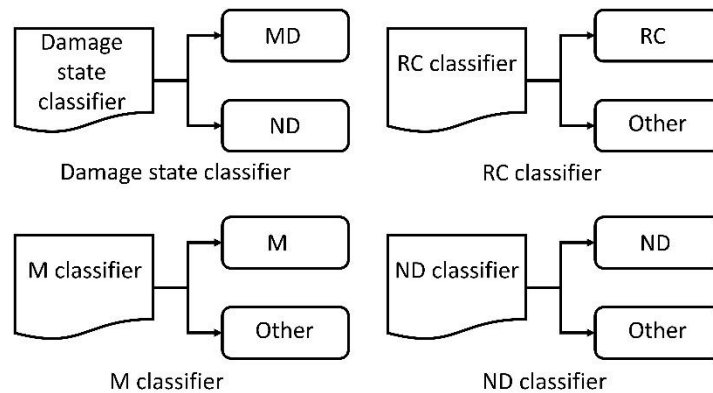 Damage
state
classifier
MD
ND
Damage state classifier
RC classifier
RC
Other
RC classifier
M classifier
M
Other
M classifier
ND classifier
ND
Other
ND classifier